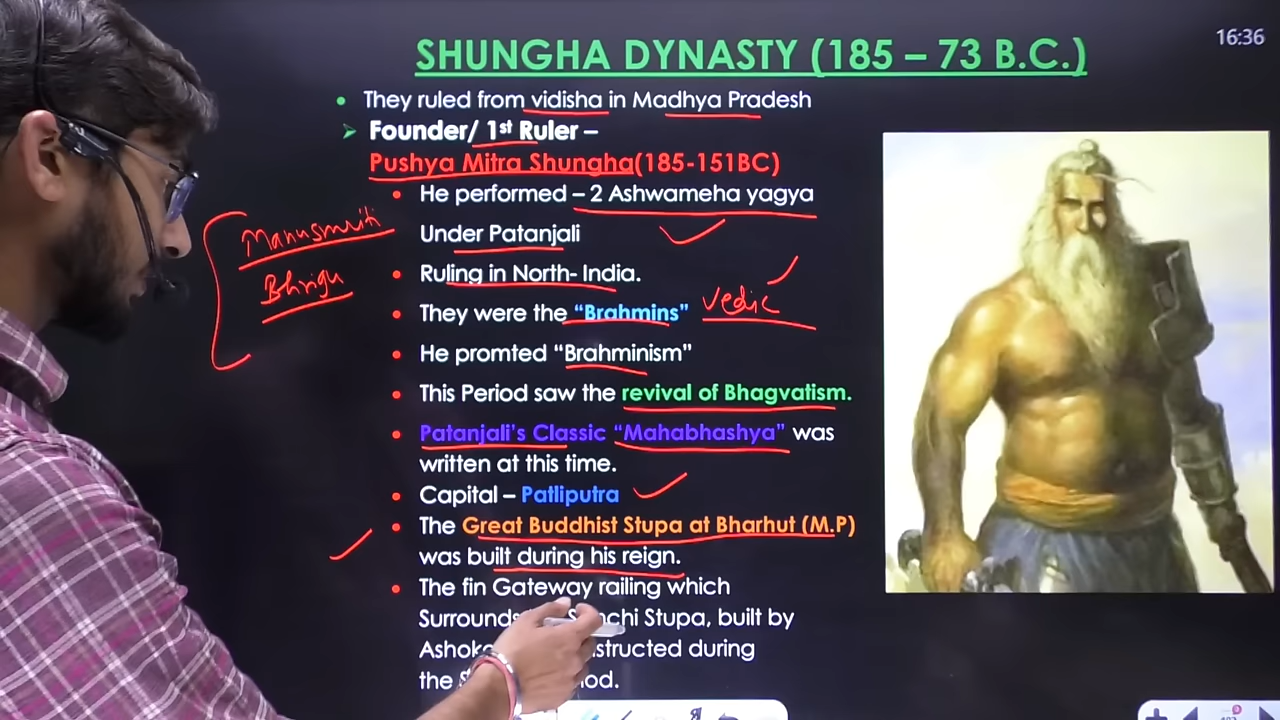 16:36
SHUNGHA DYNASTY (185 – 73 B.C.)
• They ruled from vidisha in Madhya Pradesh
➤ Founder/ 1st Ruler –
Pushya Mitra Shungha(185-151BC)
• He performed – 2 Ashwameha yagya
Manusmriti
Under Patanjali
• Ruling in North- India.
Bhrigu
• They were the “Brahmins” vedic
• He promted “Brahminism”
• This Period saw the revival of Bhagvatism.
• Patanjali's Classic “Mahabhashya” was
written at this time.
• Capital – Patliputra
• The Great Buddhist Stupa at Bharhut (M.P)
was built during his reign.
• The fin Gateway railing which
Surrounds Stupa, built by
during
the